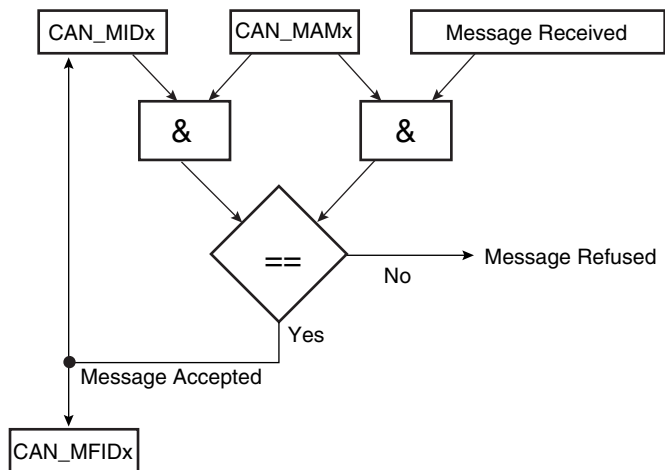 CAN_MIDx
CAN_MAMx
Message Received
&
&
==
No
Message Refused
Yes
Message Accepted
CAN_MFIDx